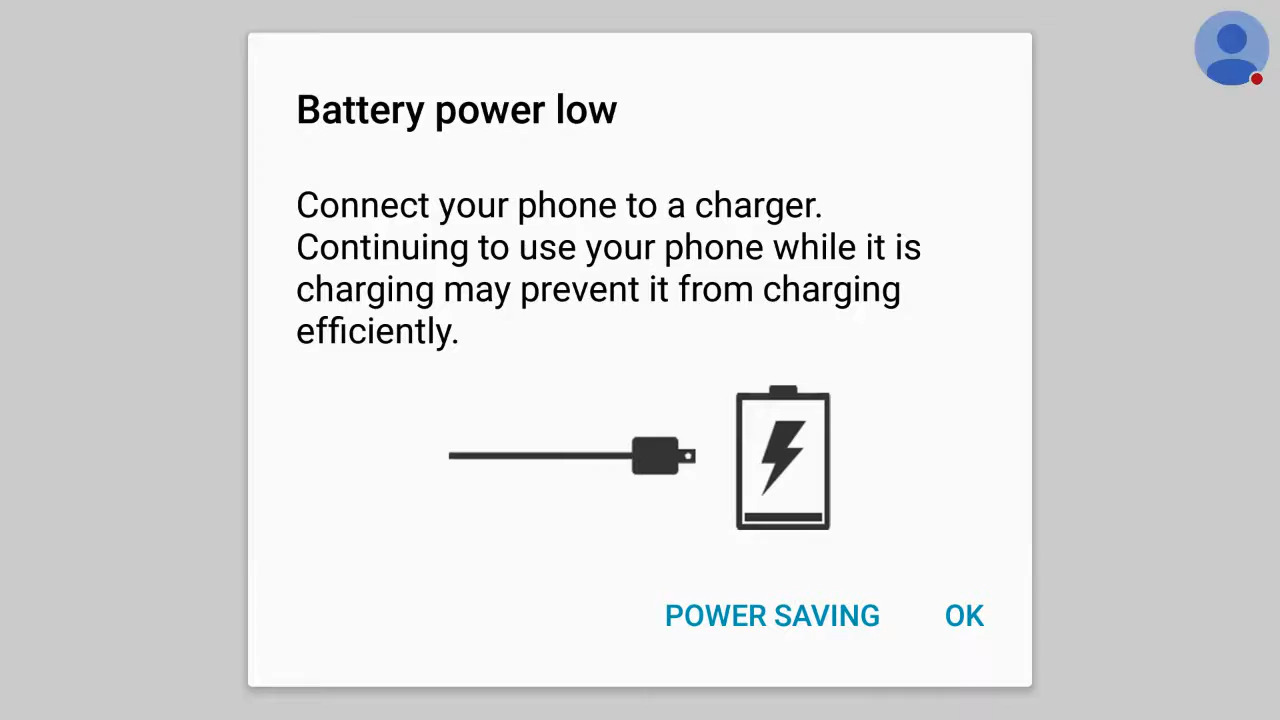 Battery power low
Connect your phone to a charger.
Continuing to use your phone while it is
charging may prevent it from charging
efficiently.
POWER SAVING OK